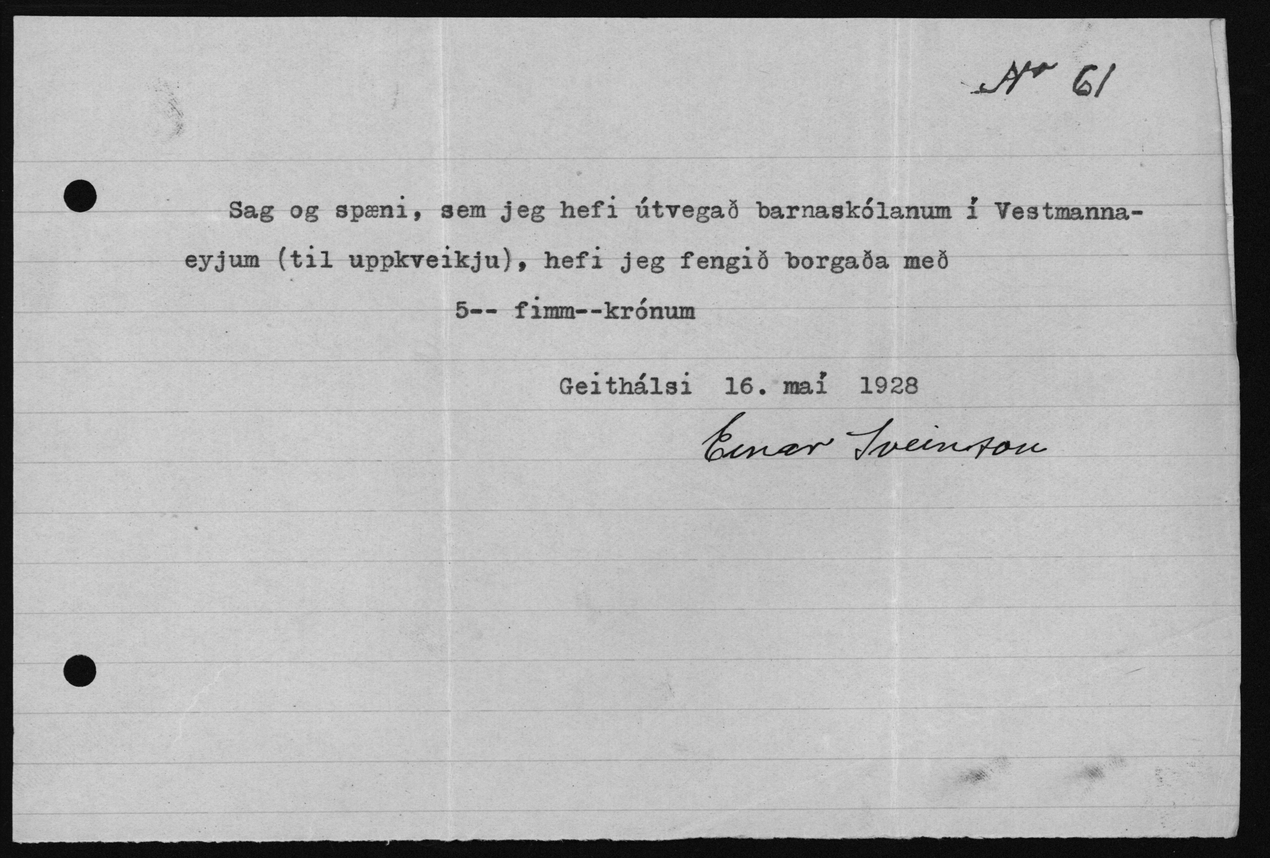 No 61
Sag og spæni, sem jeg hefi útvegað barnaskólanum í Vestmanna-
eyjum (til uppkveikju), hefi jeg fengið borgaða með
5-- fimm--krónum
Geithálsi 16. maí 1928
Einar Sveinsson